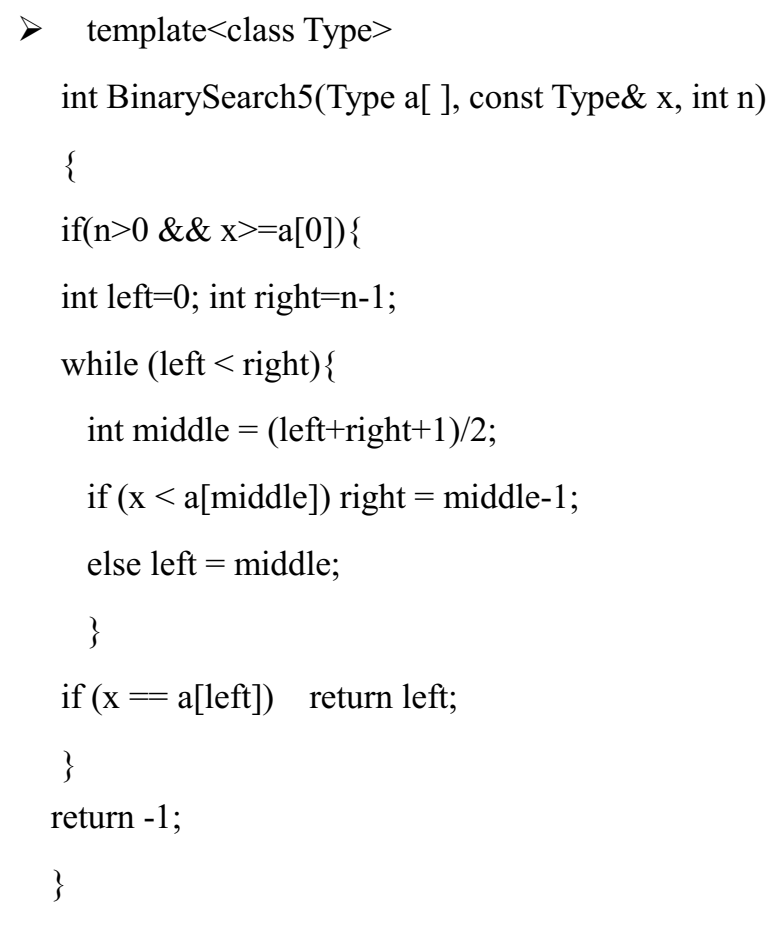 ➢ template<class Type>
int BinarySearch5(Type a[ ], const Type& x, int n)
{
if(n>0 && x>=a[0]){
int left=0; int right=n-1;
while (left < right){
int middle = (left+right+1)/2;
if (x < a[middle]) right = middle-1;
else left = middle;
}
if (x == a[left]) return left;
}
return -1;
}